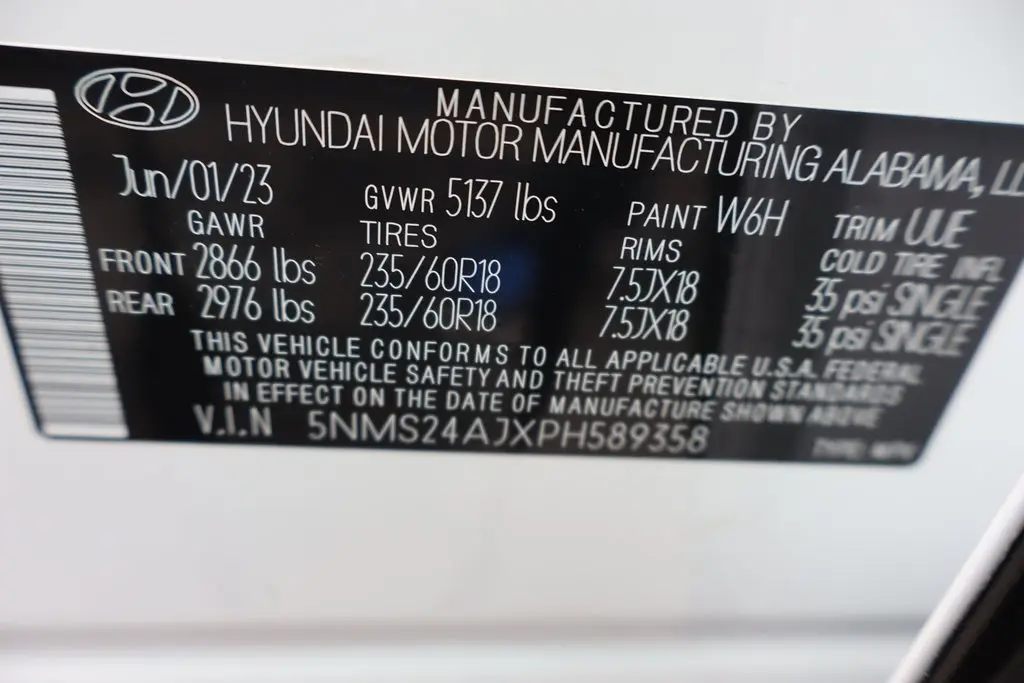 MANUFACTURED BY
HYUNDAI MOTOR MANUFACTURING ALABAMA,
Jun/01/23 GVWR 5137 lbs PAINT W6H TRIM UUE
GAWR TIRES RIMS COLD TIRE INFL
FRONT 2866 lbs 235/60R18 7.5JX18 35 psi SINGLE
REAR 2976 lbs 235/60R18 7.5JX18 35 psi SINGLE
THIS VEHICLE CONFORMS TO ALL APPLICABLE U.S.A. FEDERAL
MOTOR VEHICLE SAFETY AND THEFT PREVENTION STANDARDS
IN EFFECT ON THE DATE OF MANUFACTURE SHOWN ABOVE
V.I.N 5NMS24AJXPH589358
TYPE: